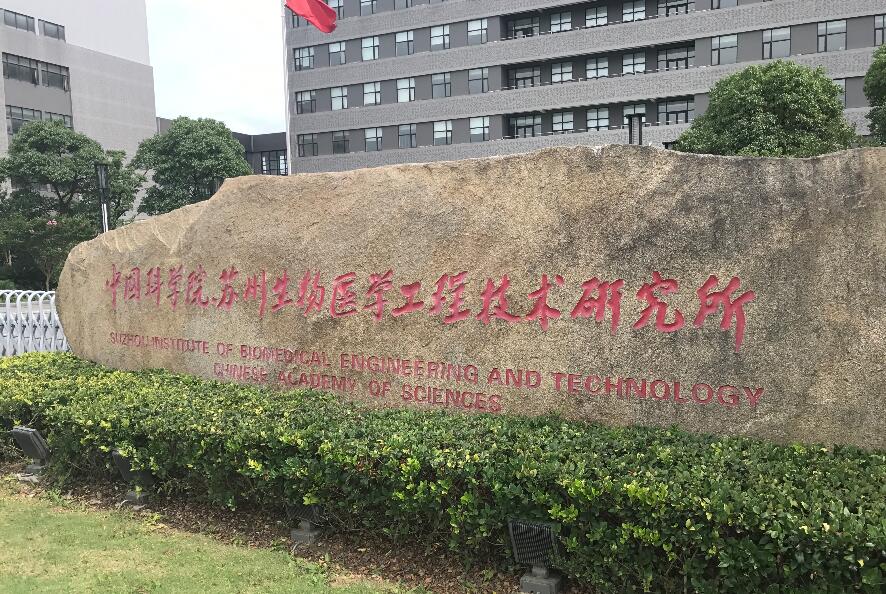 中国科学院苏州生物医学工程技术研究所
SUZHOU INSTITUTE OF BIOMEDICAL ENGINEERING AND TECHNOLOGY
CHINESE ACADEMY OF SCIENCES